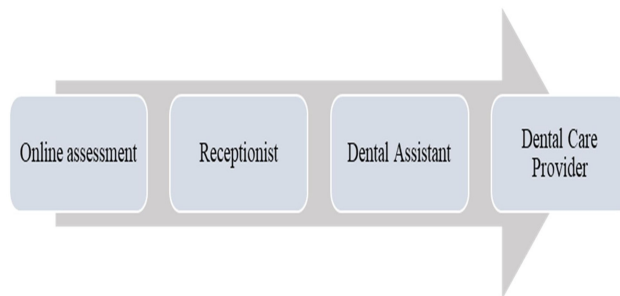 Online assessment
Receptionist
Dental Assistant
Dental Care
Provider